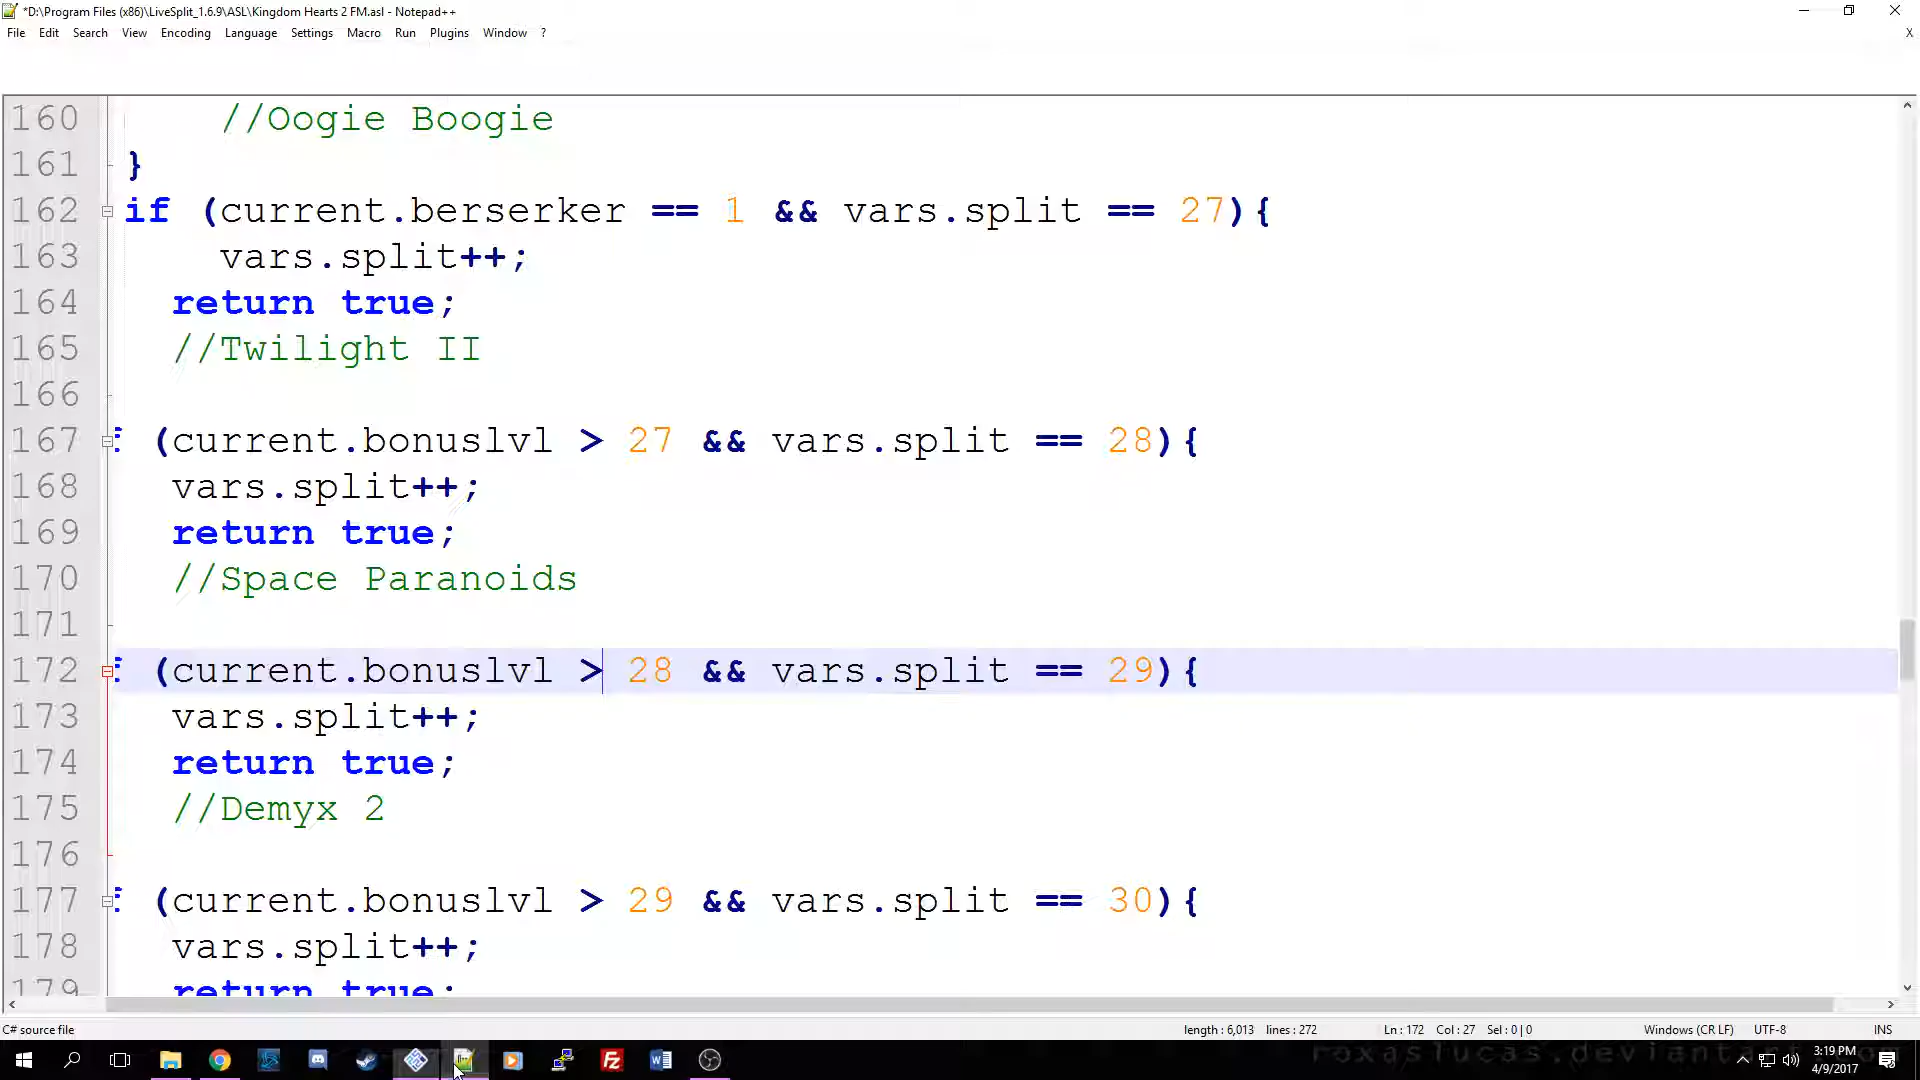 *D:\Program Files (x86)\LiveSplit_1.6.9\ASL\Kingdom Hearts 2 FM.asl - Notepad++
File Edit Search View Encoding Language Settings Macro Run Plugins Window ? X
160 //Oogie Boogie
161 }
162 if (current.berserker == 1 && vars.split == 27){
163 vars.split++;
164 return true;
165 //Twilight II
166
167 f (current.bonuslvl > 27 && vars.split == 28){
168 vars.split++;
169 return true;
170 //Space Paranoids
171
172 f (current.bonuslvl > 28 && vars.split == 29){
173 vars.split++;
174 return true;
175 //Demyx 2
176
177 f (current.bonuslvl > 29 && vars.split == 30){
178 vars.split++;
179 return true;
C# source file length : 6,013 lines : 272 Ln : 172 Col : 27 Sel : 0 | 0 Windows (CR LF) UTF-8 INS
roxaslucas.deviantart.com
3:19 PM
4/9/2017